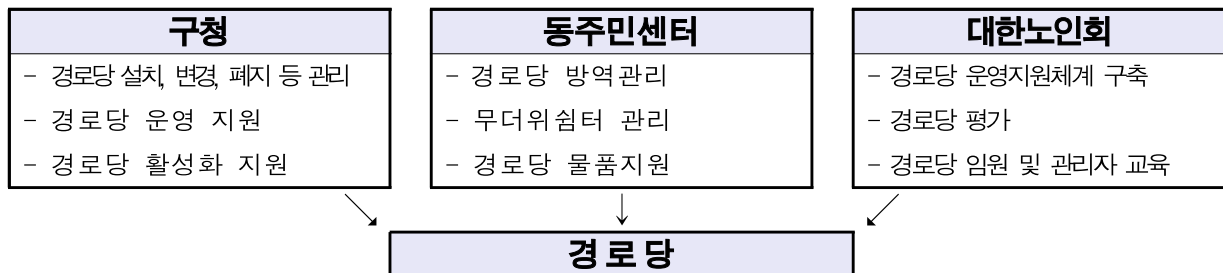 구청
- 경로당 설치, 변경, 폐지 등 관리
- 경로당 운영 지원
- 경로당 활성화 지원
동주민센터
- 경로당 방역관리
- 무더위쉼터 관리
- 경로당 물품지원
대한노인회
- 경로당 운영지원체계 구축
- 경로당 평가
- 경로당 임원 및 관리자 교육
경로당